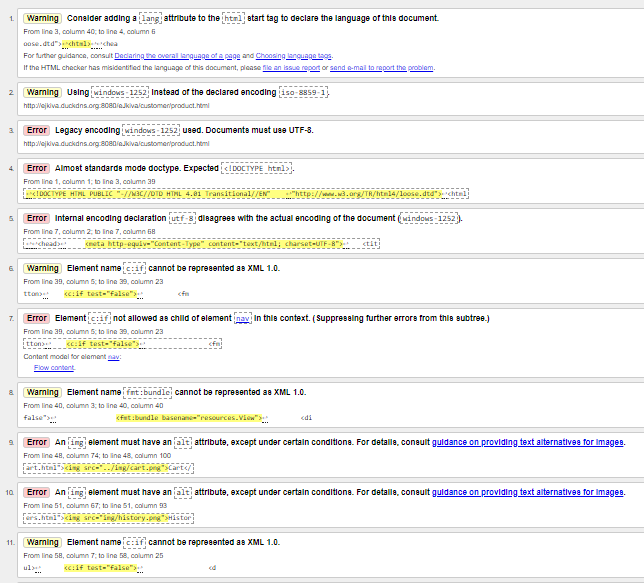 1. Warning Consider adding a lang attribute to the html start tag to declare the language of this document.
From line 3, column 40; to line 4, column 6
oose.dtd">↩<html>↩↩<hea
For further guidance, consult Declaring the overall language of a page and Choosing language tags.
If the HTML checker has misidentified the language of this document, please file an issue report or send e-mail to report the problem.
2. Warning Using windows-1252 instead of the declared encoding iso-8859-1.
http://ejkiva.duckdns.org:8080/eJkiva/customer/product.html
3. Error Legacy encoding windows-1252 used. Documents must use UTF-8.
http://ejkiva.duckdns.org:8080/eJkiva/customer/product.html
4. Error Almost standards mode doctype. Expected <!DOCTYPE html>.
From line 1, column 1; to line 3, column 39
↩<!DOCTYPE HTML PUBLIC "-//W3C//DTD HTML 4.01 Transitional//EN" ↩"http://www.w3.org/TR/html4/loose.dtd">↩<html
5. Error Internal encoding declaration utf-8 disagrees with the actual encoding of the document (windows-1252).
From line 7, column 2; to line 7, column 68
↩↩<head>↩ <meta http-equiv="Content-Type" content="text/html; charset=UTF-8">↩ <tit
6. Warning Element name c:if cannot be represented as XML 1.0.
From line 39, column 5; to line 39, column 23
tton>↩ <c:if test="false">↩ <fm
7. Error Element c:if not allowed as child of element nav in this context. (Suppressing further errors from this subtree.)
From line 39, column 5; to line 39, column 23
tton>↩ <c:if test="false">↩ <fm
Content model for element nav:
Flow content.
8. Warning Element name fmt:bundle cannot be represented as XML 1.0.
From line 40, column 3; to line 40, column 40
false">↩ <fmt:bundle basename="resources.View">↩ <di
9. Error An img element must have an alt attribute, except under certain conditions. For details, consult guidance on providing text alternatives for images.
From line 48, column 74; to line 48, column 100
art.html"><img src="../img/cart.png">Cart</
10. Error An img element must have an alt attribute, except under certain conditions. For details, consult guidance on providing text alternatives for images.
From line 51, column 67; to line 51, column 93
ers.html"><img src="img/history.png">Histor
11. Warning Element name c:if cannot be represented as XML 1.0.
From line 58, column 7; to line 58, column 25
ul>↩ <c:if test="false">↩ <d